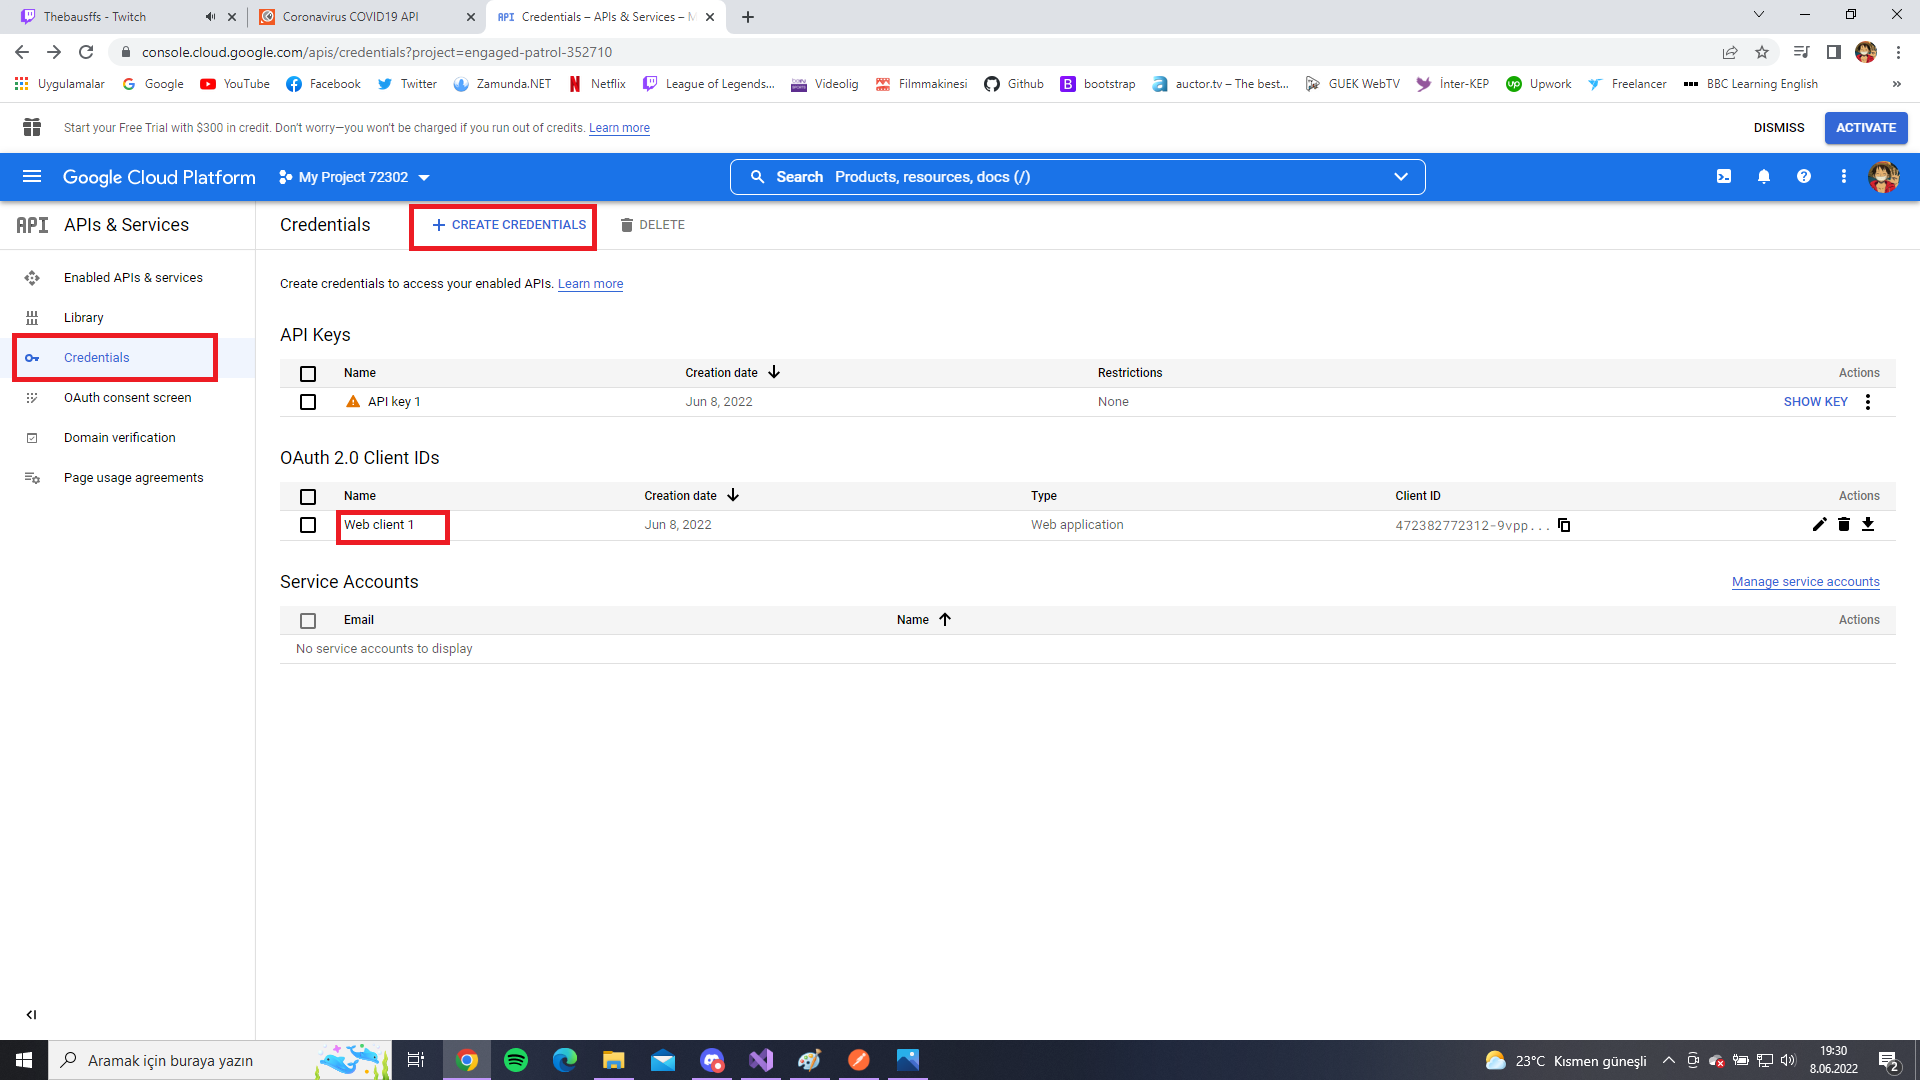 Thebausffs - Twitch
Coronavirus COVID19 API
API Credentials – APIs & Services – M
console.cloud.google.com/apis/credentials?project=engaged-patrol-352710
Uygulamalar Google YouTube Facebook Twitter Zamunda.NET Netflix League of Legends... Videolig Filmmakinesi Github bootstrap auctor.tv – The best... GUEK WebTV İnter-KEP Upwork Freelancer BBC Learning English »
Start your Free Trial with $300 in credit. Don't worry—you won't be charged if you run out of credits. Learn more
DISMISS
ACTIVATE
Google Cloud Platform
My Project 72302
Search Products, resources, docs (/)
API APIs & Services
Credentials
+ CREATE CREDENTIALS
DELETE
Enabled APIs & services
Library
Credentials
OAuth consent screen
Domain verification
Page usage agreements
Create credentials to access your enabled APIs. Learn more
API Keys
Name Creation date Restrictions Actions
API key 1 Jun 8, 2022 None SHOW KEY
OAuth 2.0 Client IDs
Name Creation date Type Client ID Actions
Web client 1 Jun 8, 2022 Web application 472382772312-9vpp...
Service Accounts
Manage service accounts
Email Name Actions
No service accounts to display
Aramak için buraya yazın
23°C Kısmen güneşli
19:30
8.06.2022
2